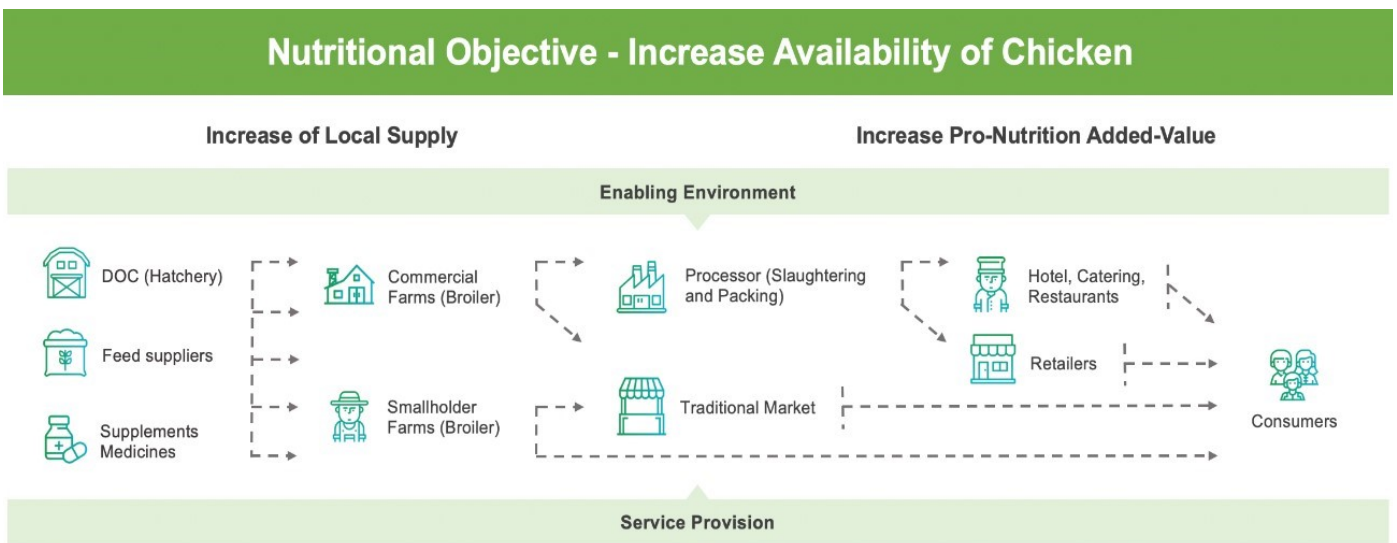 Nutritional Objective - Increase Availability of Chicken
Increase of Local Supply
Increase Pro-Nutrition Added-Value
Enabling Environment
DOC (Hatchery)
Commercial
Farms (Broiler)
Processor (Slaughtering
and Packing)
Hotel, Catering,
Restaurants
Feed suppliers
Retailers
Smallholder
Farms (Broiler)
Traditional Market
Consumers
Supplements
Medicines
Service Provision